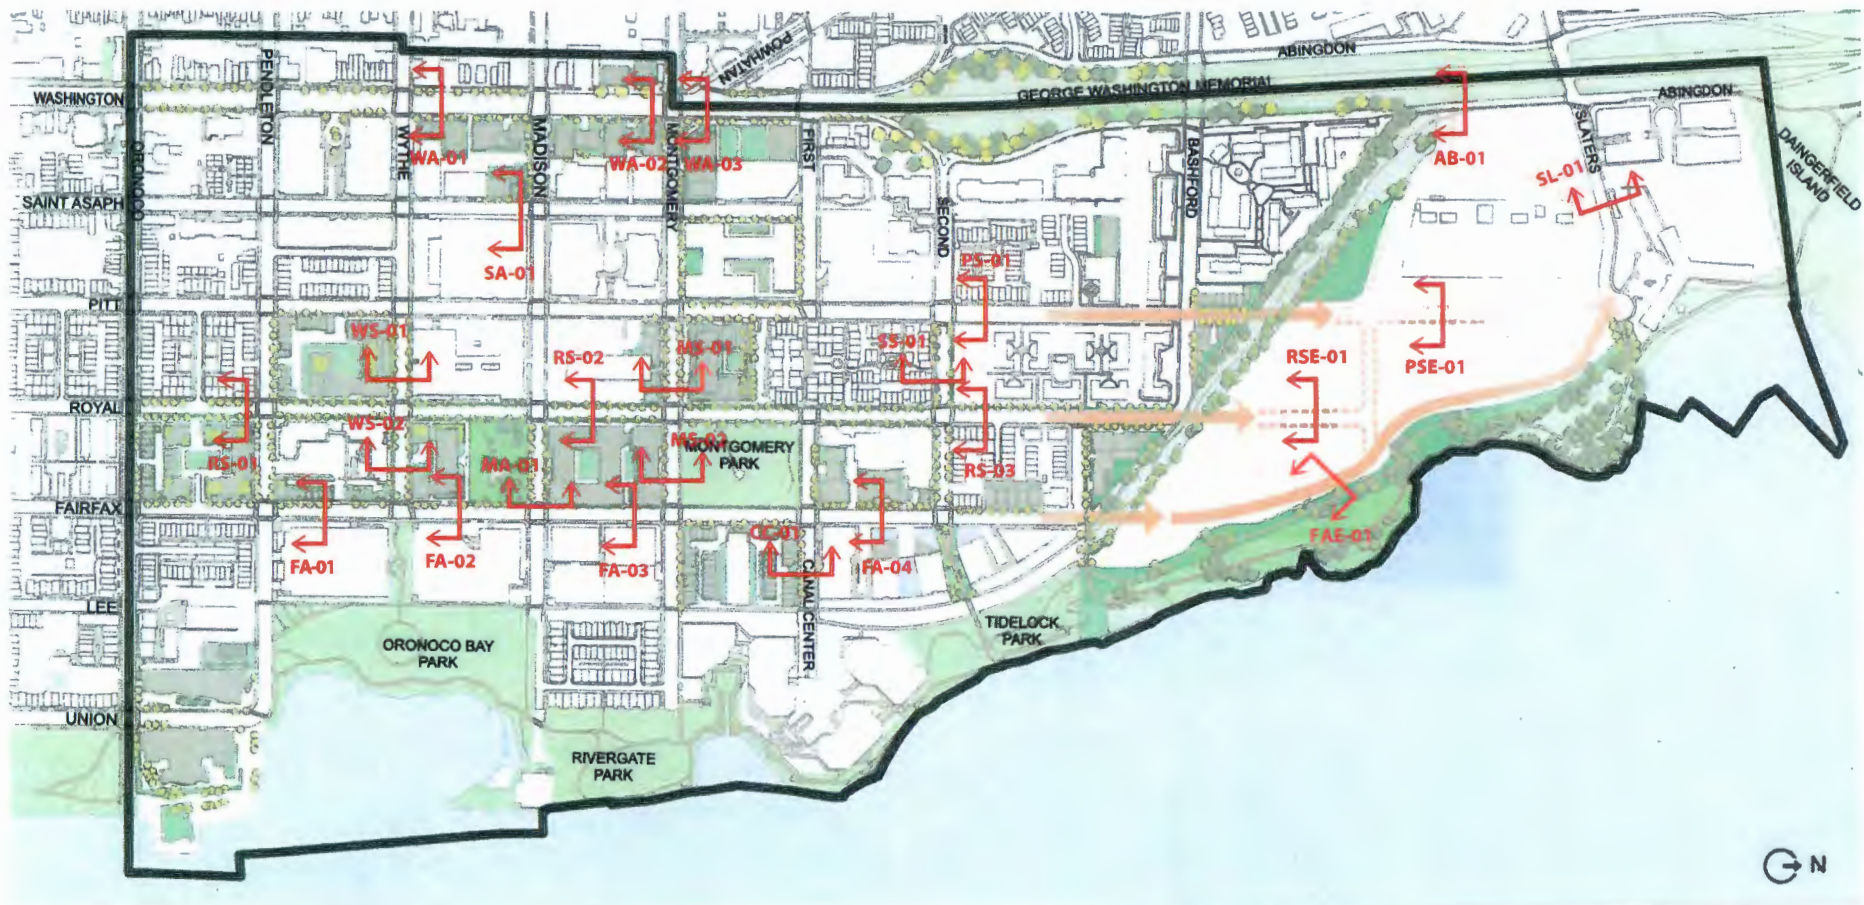 POWHATAN
ABINGDON
GEORGE WASHINGTON MEMORIAL
ABINGDON
WASHINGTON
PENDLETON
ORONOCO
WYTHE
MADISON
MONTGOMERY
FIRST
SECOND
BASHFORD
SLATERS
DAINGERFIELD
ISLAND
WA-01
WA-02
WA-03
AB-01
SL-01
SAINT ASAPH
SA-01
PS-01
PITT
WS-01
RS-02
MS-01
SS-01
RSE-01
PSE-01
ROYAL
WS-02
MS-02
MONTGOMERY
PARK
RS-01
MA-01
RS-03
FAIRFAX
FA-01
FA-02
FA-03
CC-01
FA-04
FAE-01
CANAL CENTER
LEE
TIDELOCK
PARK
ORONOCO BAY
PARK
UNION
RIVERGATE
PARK
N